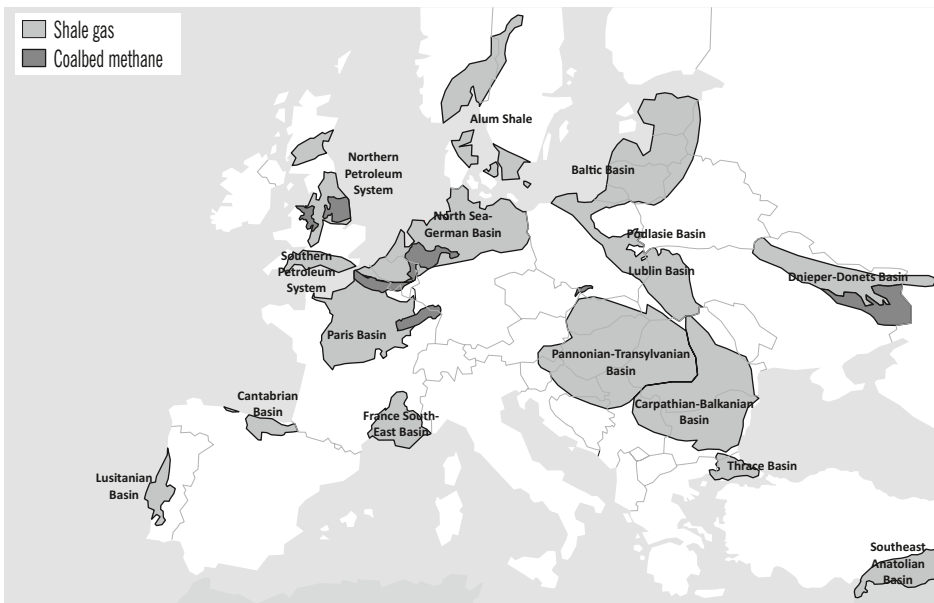 Shale gas
Coalbed methane
Alum Shale
Northern
Petroleum
System
Baltic Basin
North Sea-
German Basin
Podlasie Basin
Southern
Petroleum
System
Lublin Basin
Dnieper-Donets Basin
Paris Basin
Pannonian-Transylvanian
Basin
Cantabrian
Basin
France South-
East Basin
Carpathian-Balkanian
Basin
Thrace Basin
Lusitanian
Basin
Southeast
Anatolian
Basin